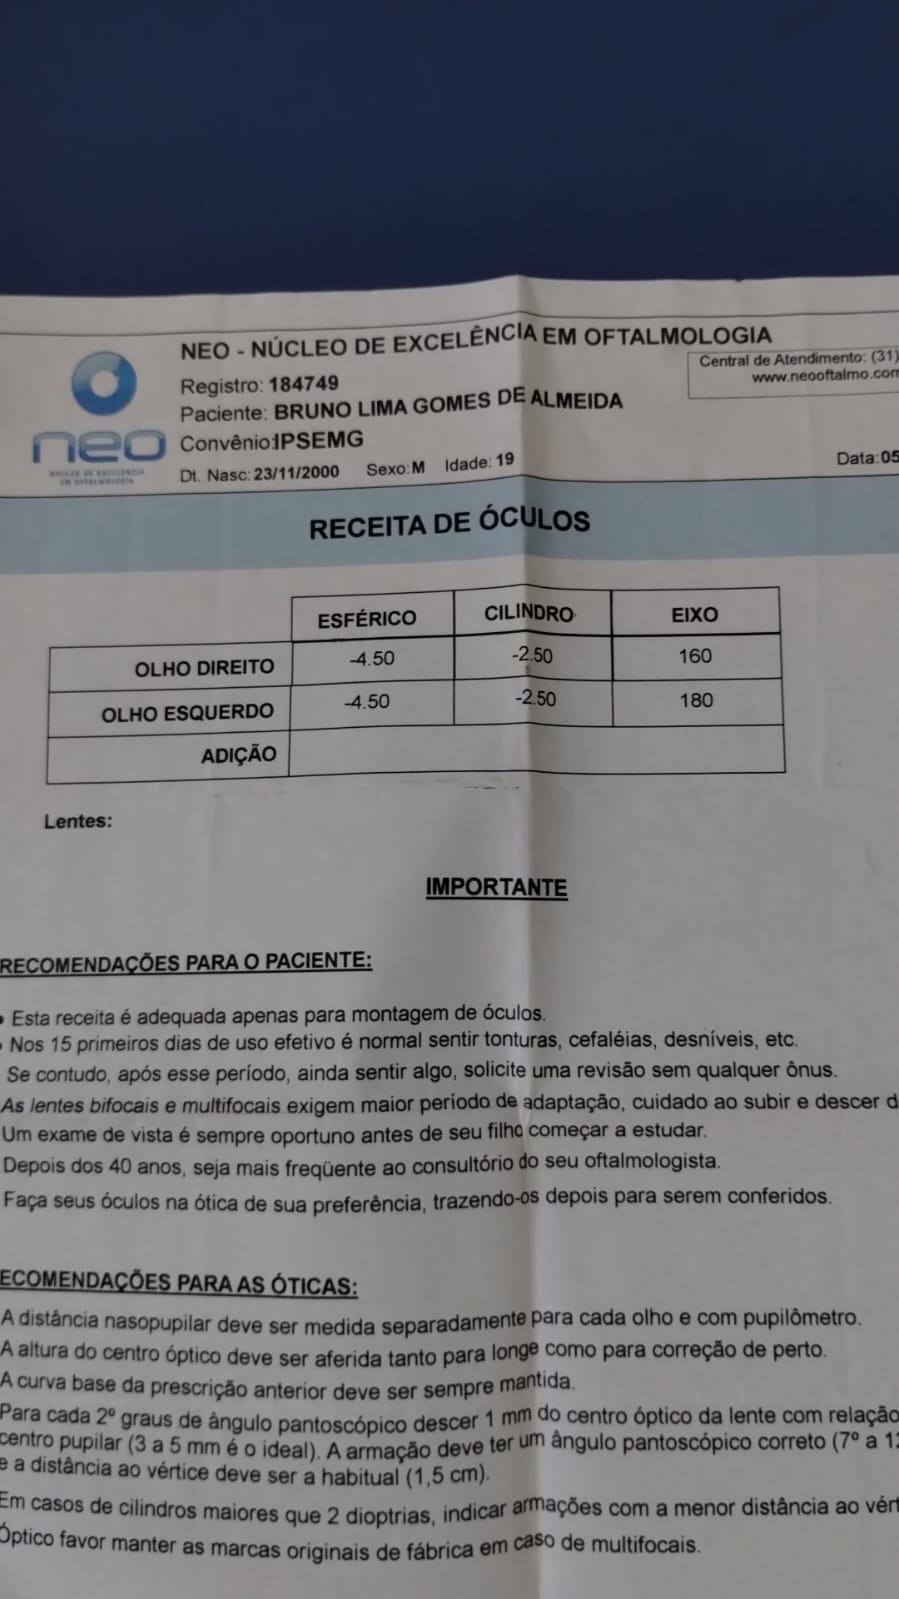 NEO - NÚCLEO DE EXCELÊNCIA EM OFTALMOLOGIA
Central de Atendimento: (31)
www.neooftalmo.com
Registro: 184749
Paciente: BRUNO LIMA GOMES DE ALMEIDA
Convênio:IPSEMG
Dt. Nasc: 23/11/2000 Sexo: M Idade: 19
Data:05
neo
NÚCLEO DE EXCELÊNCIA
EM OFTALMOLOGIA
RECEITA DE ÓCULOS
ESFÉRICO CILINDRO EIXO
OLHO DIREITO -4.50 -2.50 160
OLHO ESQUERDO -4.50 -2.50 180
ADIÇÃO
Lentes:
IMPORTANTE
RECOMENDAÇÕES PARA O PACIENTE:
• Esta receita é adequada apenas para montagem de óculos.
• Nos 15 primeiros dias de uso efetivo é normal sentir tonturas, cefaléias, desníveis, etc.
Se contudo, após esse período, ainda sentir algo, solicite uma revisão sem qualquer ônus.
As lentes bifocais e multifocais exigem maior período de adaptação, cuidado ao subir e descer d
Um exame de vista é sempre oportuno antes de seu filho começar a estudar.
Depois dos 40 anos, seja mais freqüente ao consultório do seu oftalmologista.
Faça seus óculos na ótica de sua preferência, trazendo-os depois para serem conferidos.
ECOMENDAÇÕES PARA AS ÓTICAS:
A distância nasopupilar deve ser medida separadamente para cada olho e com pupilômetro.
A altura do centro óptico deve ser aferida tanto para longe como para correção de perto.
A curva base da prescrição anterior deve ser sempre mantida.
Para cada 2º graus de ângulo pantoscópico descer 1 mm do centro óptico da lente com relação
centro pupilar (3 a 5 mm é o ideal). A armação deve ter um ângulo pantoscópico correto (7º a 12
e a distância ao vértice deve ser a habitual (1,5 cm).
Em casos de cilindros maiores que 2 dioptrias, indicar armações com a menor distância ao vért
Óptico favor manter as marcas originais de fábrica em caso de multifocais.